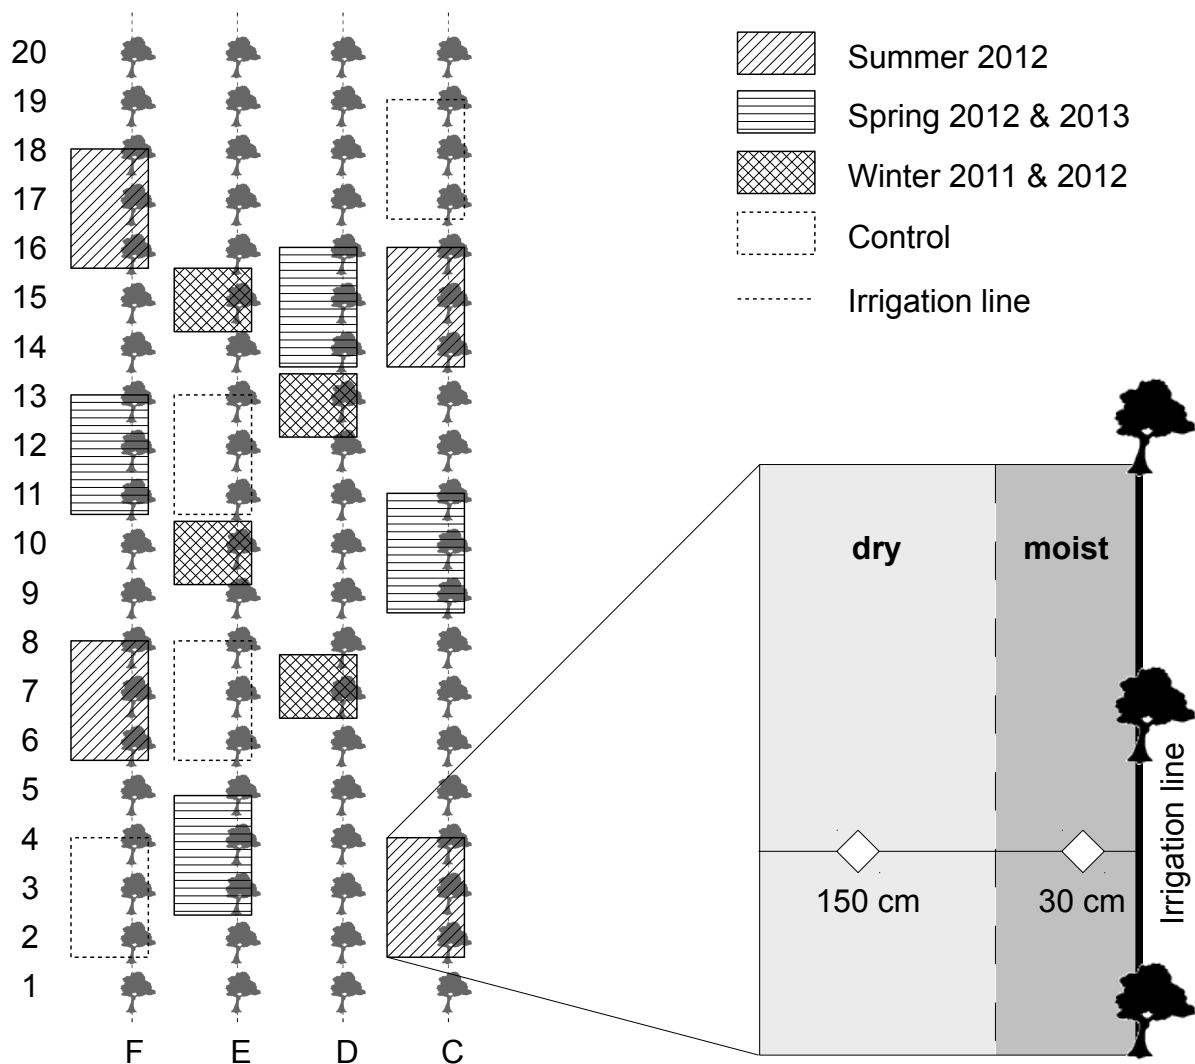 20
19
18
17
16
15
14
13
12
11
10
9
8
7
6
5
4
3
2
1
F E D C
Summer 2012
Spring 2012 & 2013
Winter 2011 & 2012
Control
Irrigation line
dry moist
150 cm 30 cm
Irrigation line